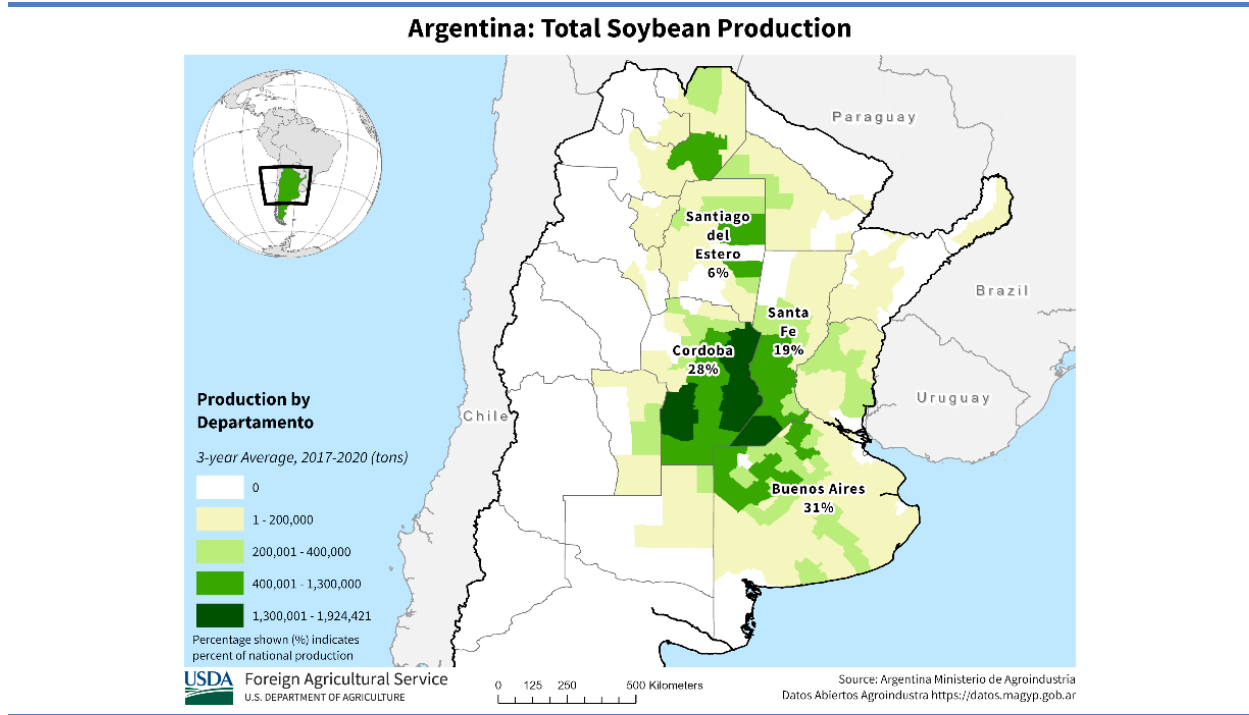 Argentina: Total Soybean Production
Paraguay
Santiago
del
Estero
6%
Brazil
Santa
Fe
19%
Cordoba
28%
Uruguay
Chile
Buenos Aires
31%
Production by
Departamento
3-year Average, 2017-2020 (tons)
0
1 - 200,000
200,001 - 400,000
400,001 - 1,300,000
1,300,001 - 1,924,421
Percentage shown (%) indicates
percent of national production
USDA
Foreign Agricultural Service
U.S. DEPARTMENT OF AGRICULTURE
0 125 250 500 Kilometers
Source: Argentina Ministerio de Agroindustria
Datos Abiertos Agroindustra https://datos.magyp.gob.ar